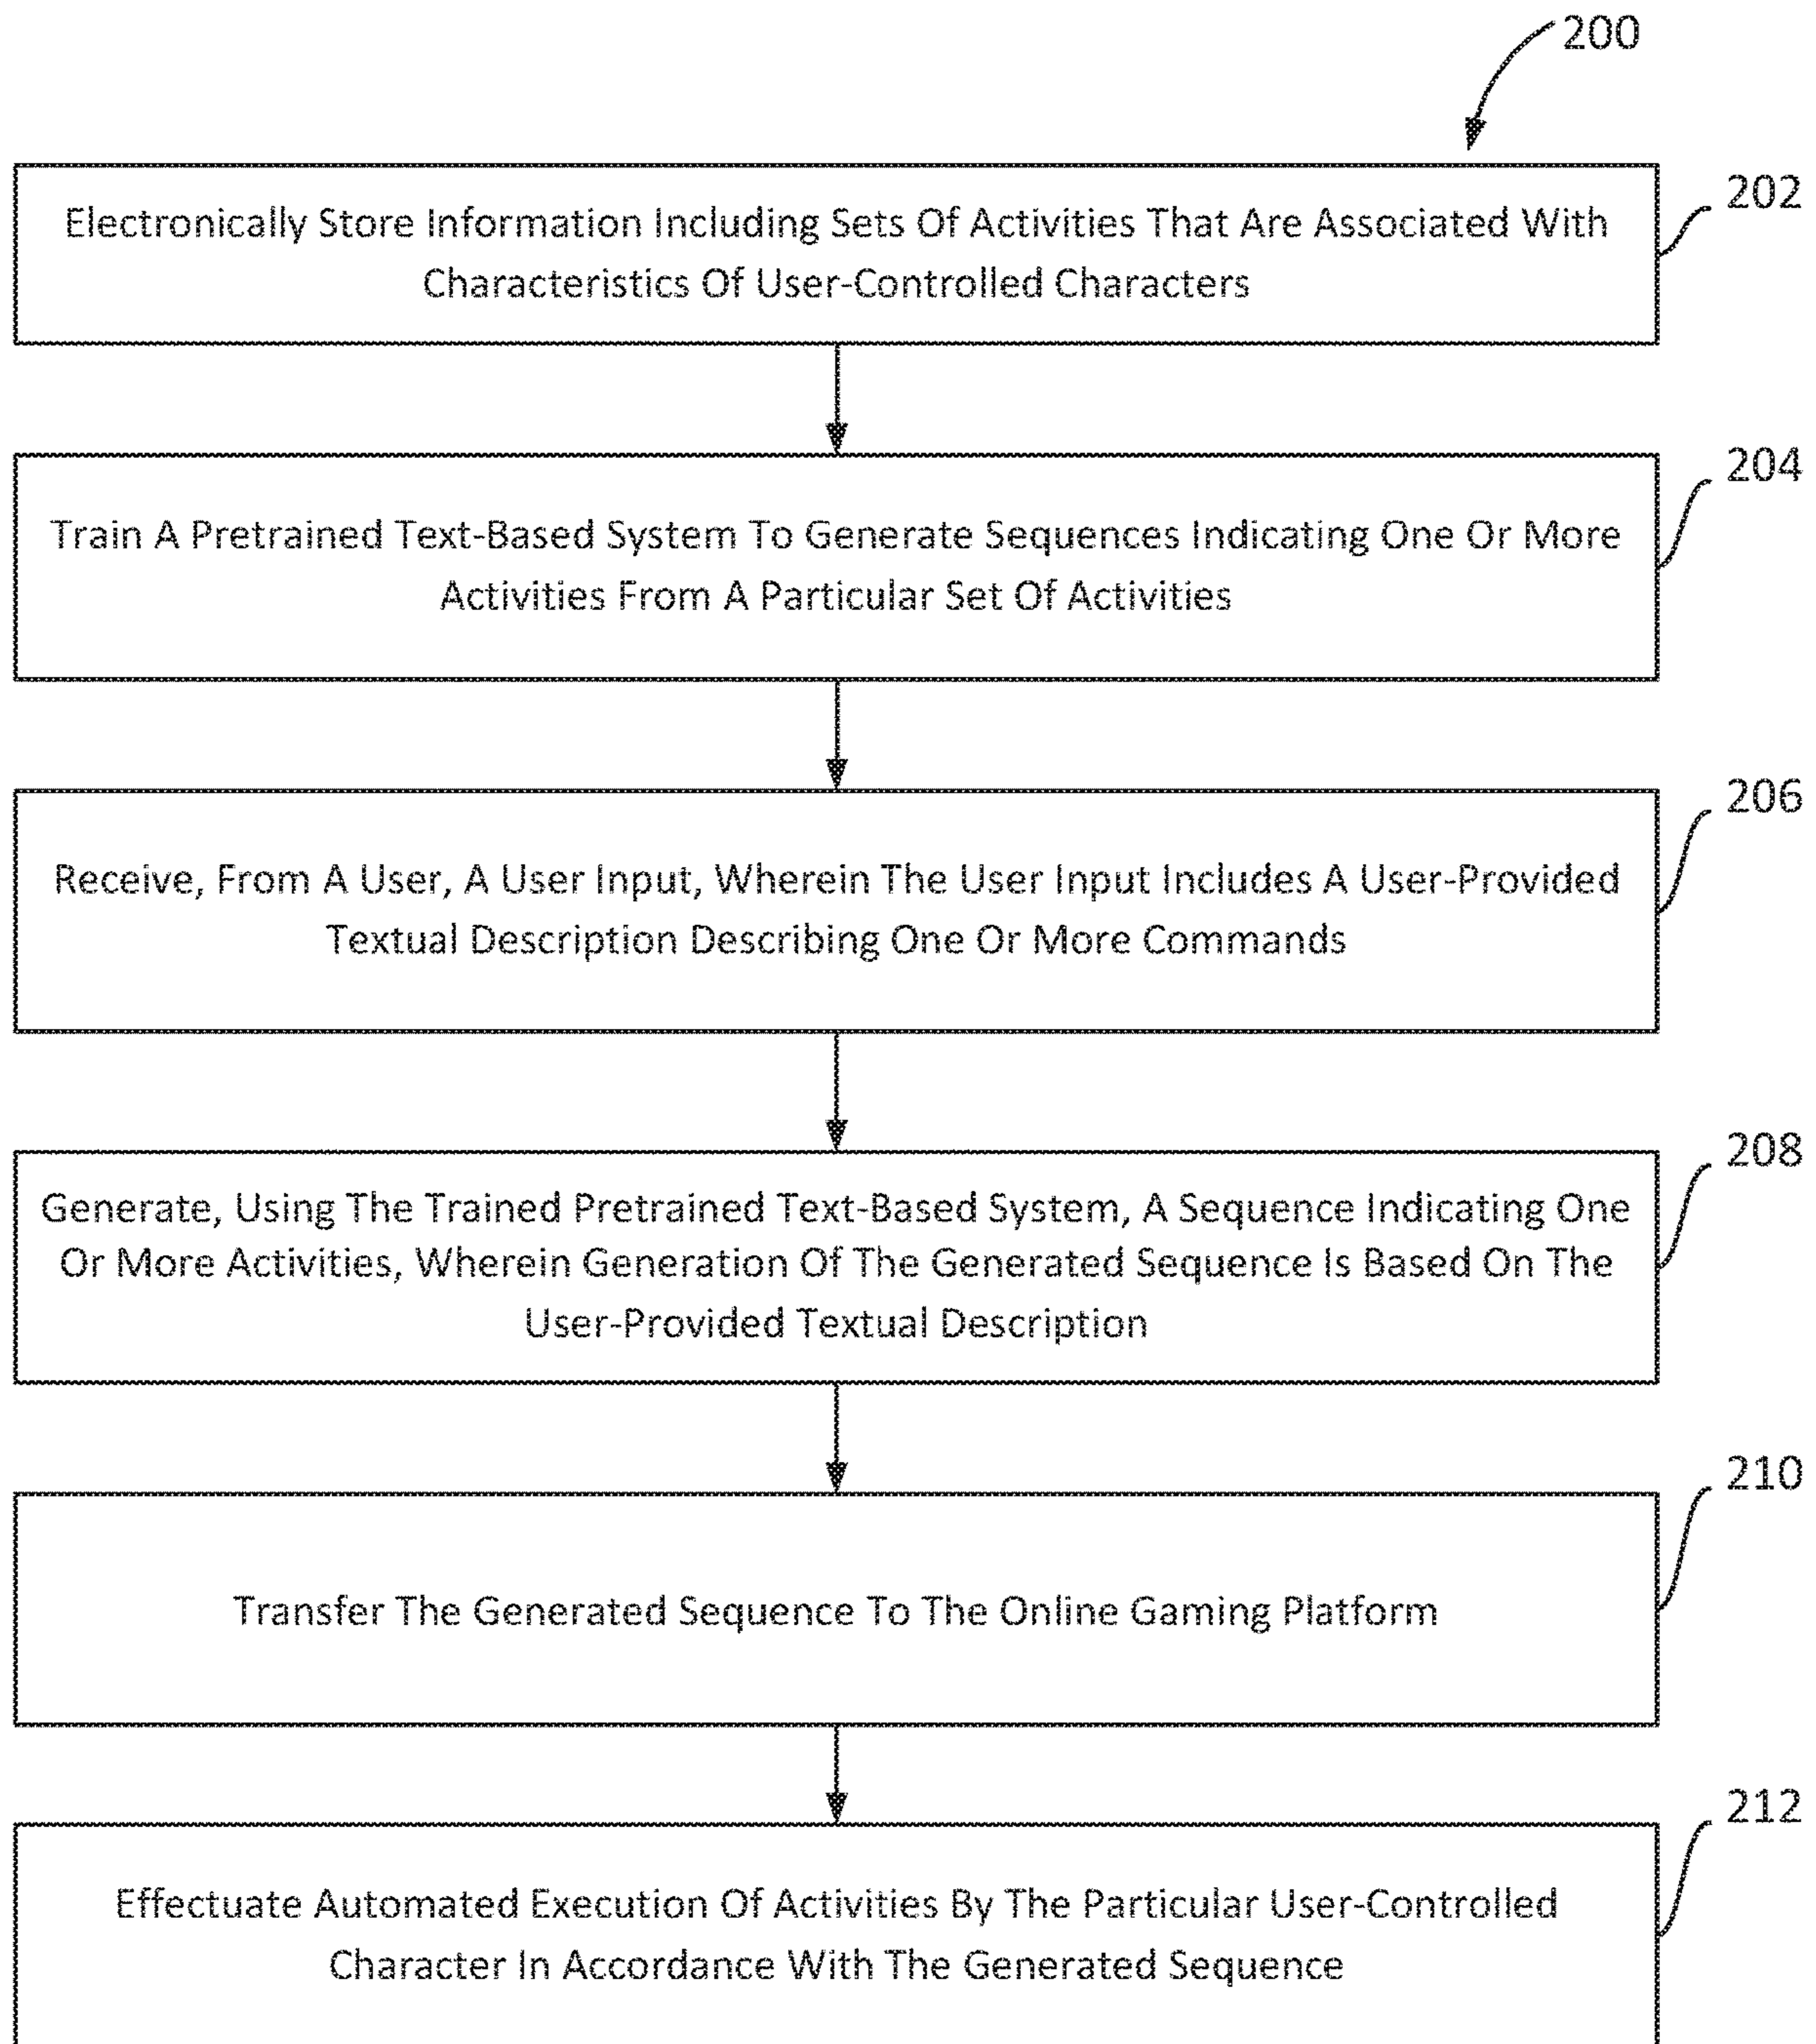 200
Electronically Store Information Including Sets Of Activities That Are Associated With
Characteristics Of User-Controlled Characters
202
Train A Pretrained Text-Based System To Generate Sequences Indicating One Or More
Activities From A Particular Set Of Activities
204
Receive, From A User, A User Input, Wherein The User Input Includes A User-Provided
Textual Description Describing One Or More Commands
206
Generate, Using The Trained Pretrained Text-Based System, A Sequence Indicating One
Or More Activities, Wherein Generation Of The Generated Sequence Is Based On The
User-Provided Textual Description
208
Transfer The Generated Sequence To The Online Gaming Platform
210
Effectuate Automated Execution Of Activities By The Particular User-Controlled
Character In Accordance With The Generated Sequence
212